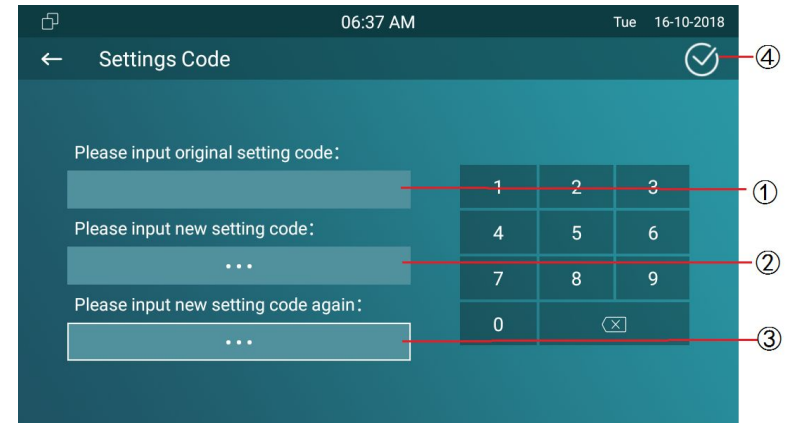 06:37 AM Tue 16-10-2018
← Settings Code ④
Please input original setting code:
1 2 3 ①
Please input new setting code:
4 5 6
••• ②
7 8 9
Please input new setting code again:
0
••• ③